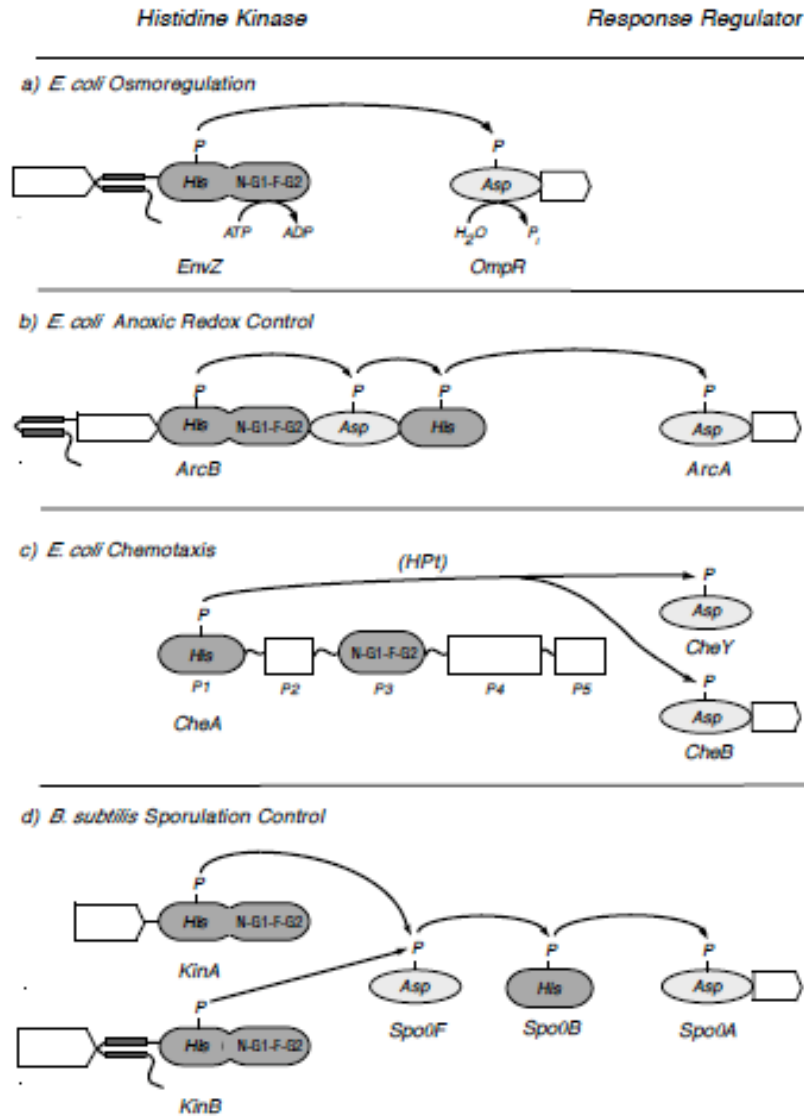 Histidine Kinase Response Regulator
a) E. coli Osmoregulation
P P
His N-G1-F-G2 Asp
ATP ADP H2O Pi
EnvZ OmpR
b) E. coli Anoxic Redox Control
P P P P
His N-G1-F-G2 Asp His Asp
ArcB ArcA
c) E. coli Chemotaxis
(HPt)
P P
His N-G1-F-G2 Asp
P1 P2 P3 P4 P5 CheY
CheA P
Asp
CheB
d) B. subtilis Sporulation Control
P
His N-G1-F-G2
KinA P P P
Asp His Asp
P Spo0F Spo0B Spo0A
His N-G1-F-G2
KinB